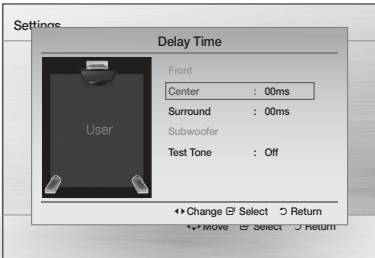 Settings
Delay Time
Front
Center : 00ms
Surround : 00ms
Subwoofer
Test Tone : Off
User
Change Select Return
Move Select Return